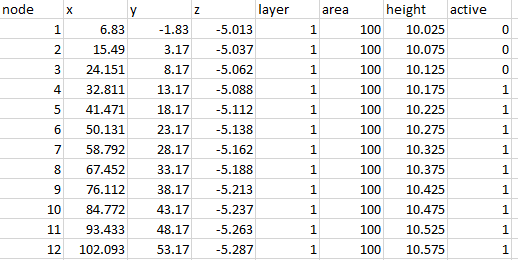 node x y z layer area height active
1 6.83 -1.83 -5.013 1 100 10.025 0
2 15.49 3.17 -5.037 1 100 10.075 0
3 24.151 8.17 -5.062 1 100 10.125 0
4 32.811 13.17 -5.088 1 100 10.175 1
5 41.471 18.17 -5.112 1 100 10.225 1
6 50.131 23.17 -5.138 1 100 10.275 1
7 58.792 28.17 -5.162 1 100 10.325 1
8 67.452 33.17 -5.188 1 100 10.375 1
9 76.112 38.17 -5.213 1 100 10.425 1
10 84.772 43.17 -5.237 1 100 10.475 1
11 93.433 48.17 -5.263 1 100 10.525 1
12 102.093 53.17 -5.287 1 100 10.575 1